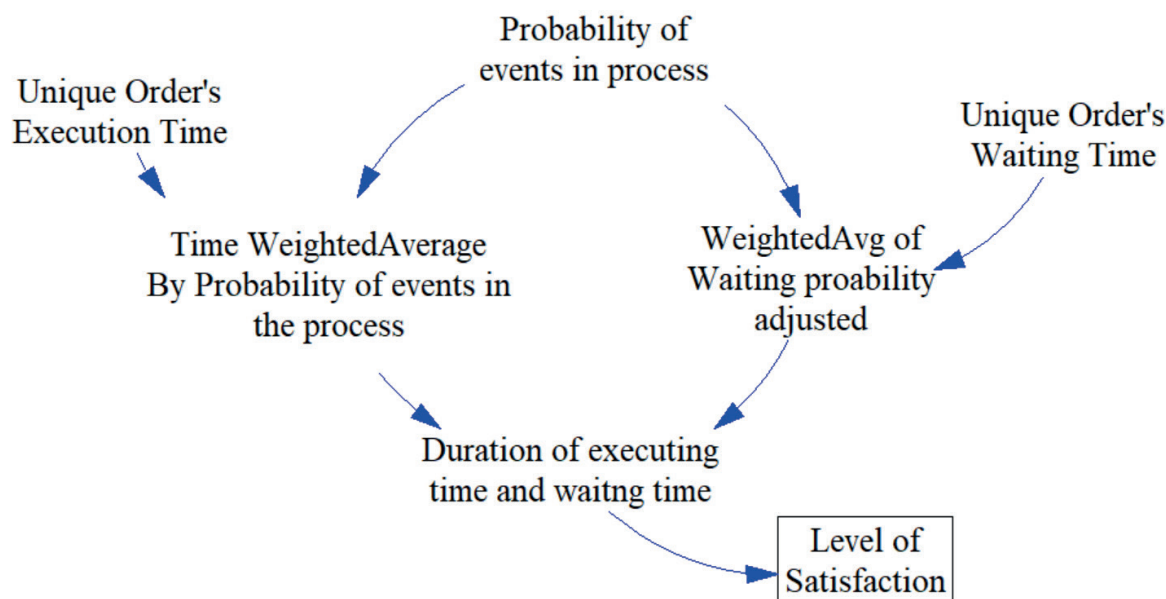 Probability of
events in process
Unique Order's
Execution Time
Unique Order's
Waiting Time
Time WeightedAverage
By Probability of events in
the process
WeightedAvg of
Waiting proability
adjusted
Duration of executing
time and waitng time
Level of
Satisfaction